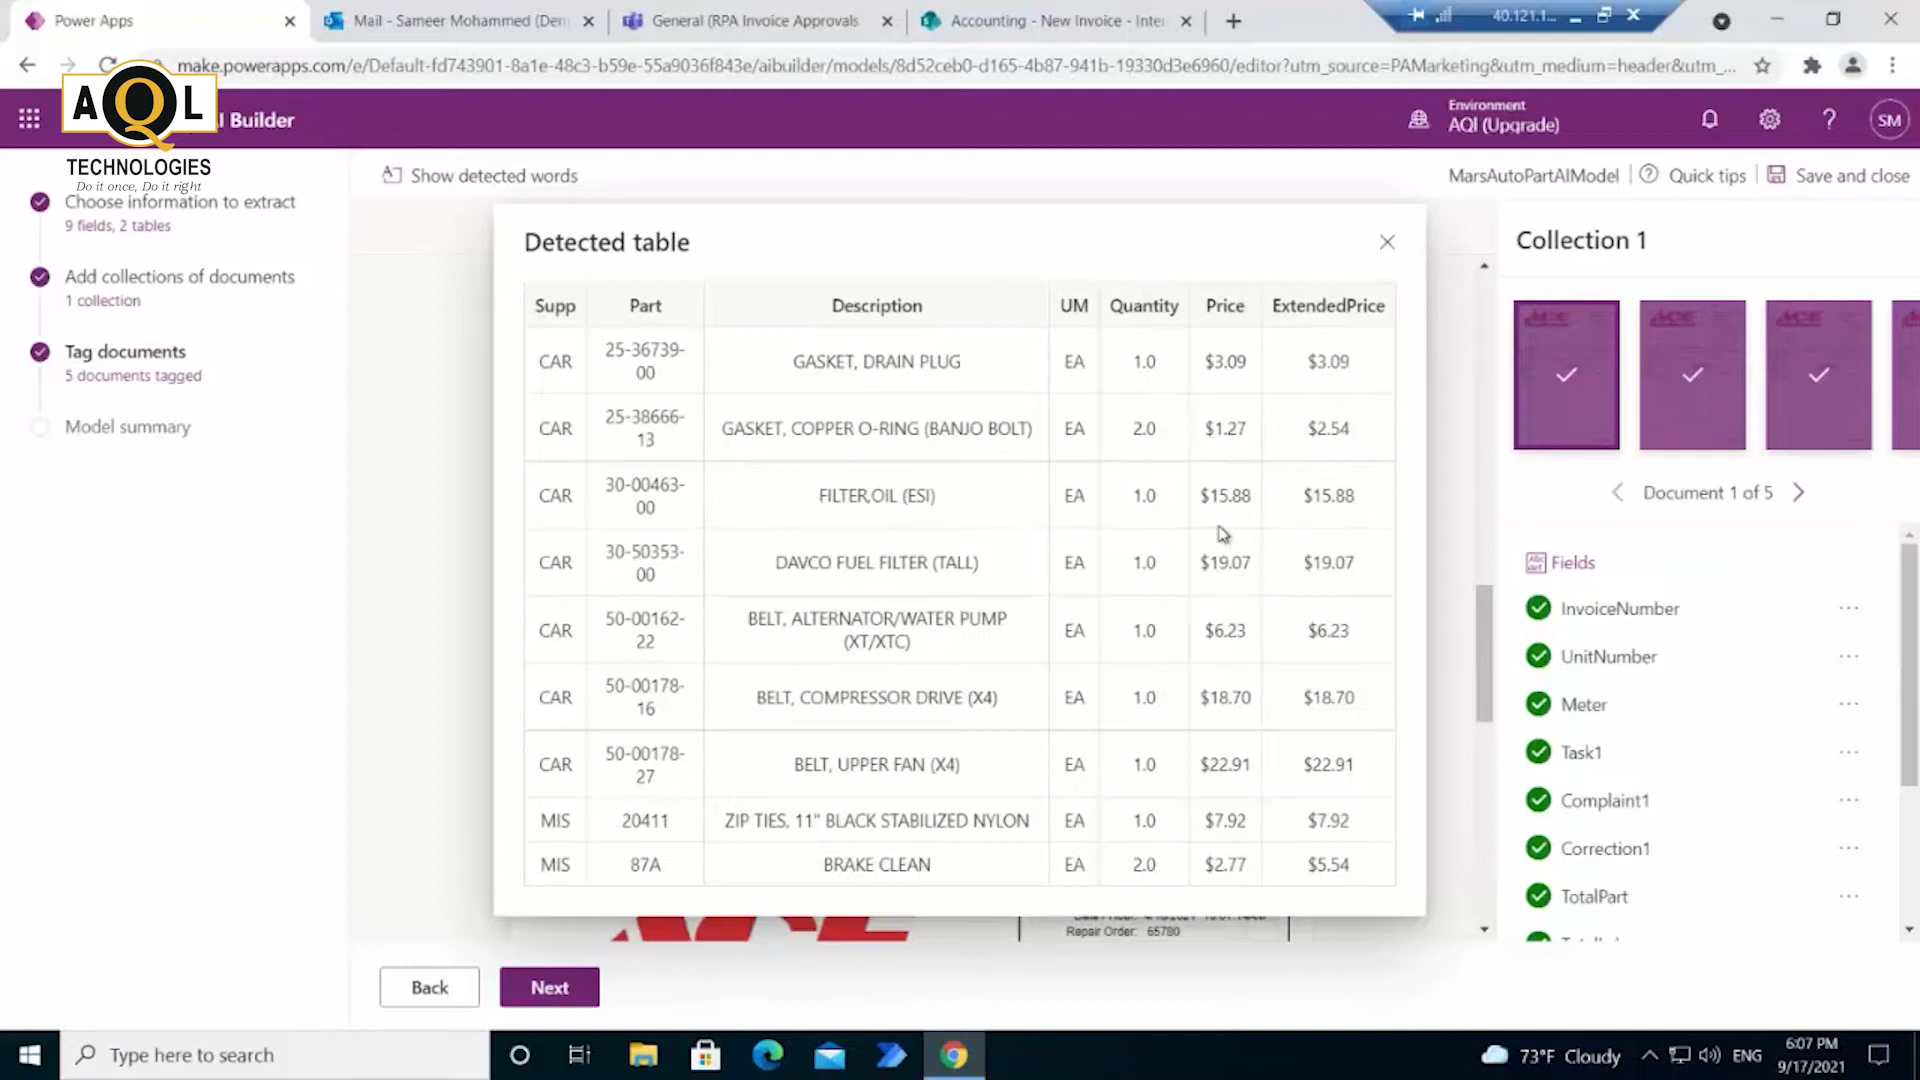 Power Apps
Mail - Sameer Mohammed (Dem
General (RPA Invoice Approvals
Accounting - New Invoice - Inter
40.121.1...
make.powerapps.com/e/Default-fd743901-8a1e-48c3-b59e-55a9036f843e/aibuilder/models/8d52ceb0-d165-4b87-941b-19330d3e6960/editor?utm_source=PAMarketing&utm_medium=header&utm_...
AQL
TECHNOLOGIES
Do it once, Do it right
Builder
Environment
AQl (Upgrade)
SM
Choose information to extract
9 fields, 2 tables
Add collections of documents
1 collection
Tag documents
5 documents tagged
Model summary
Show detected words
MarsAutoPartAIModel
Quick tips
Save and close
Detected table
Supp Part Description UM Quantity Price ExtendedPrice
CAR 25-36739-00 GASKET, DRAIN PLUG EA 1.0 $3.09 $3.09
CAR 25-38666-13 GASKET, COPPER O-RING (BANJO BOLT) EA 2.0 $1.27 $2.54
CAR 30-00463-00 FILTER,OIL (ESI) EA 1.0 $15.88 $15.88
CAR 30-50353-00 DAVCO FUEL FILTER (TALL) EA 1.0 $19.07 $19.07
CAR 50-00162-22 BELT, ALTERNATOR/WATER PUMP (XT/XTC) EA 1.0 $6.23 $6.23
CAR 50-00178-16 BELT, COMPRESSOR DRIVE (X4) EA 1.0 $18.70 $18.70
CAR 50-00178-27 BELT, UPPER FAN (X4) EA 1.0 $22.91 $22.91
MIS 20411 ZIP TIES, 11" BLACK STABILIZED NYLON EA 1.0 $7.92 $7.92
MIS 87A BRAKE CLEAN EA 2.0 $2.77 $5.54
Repair Order: 65780
Collection 1
Document 1 of 5
Fields
InvoiceNumber
UnitNumber
Meter
Task1
Complaint1
Correction1
TotalPart
Back
Next
Type here to search
73°F Cloudy
ENG
6:07 PM
9/17/2021